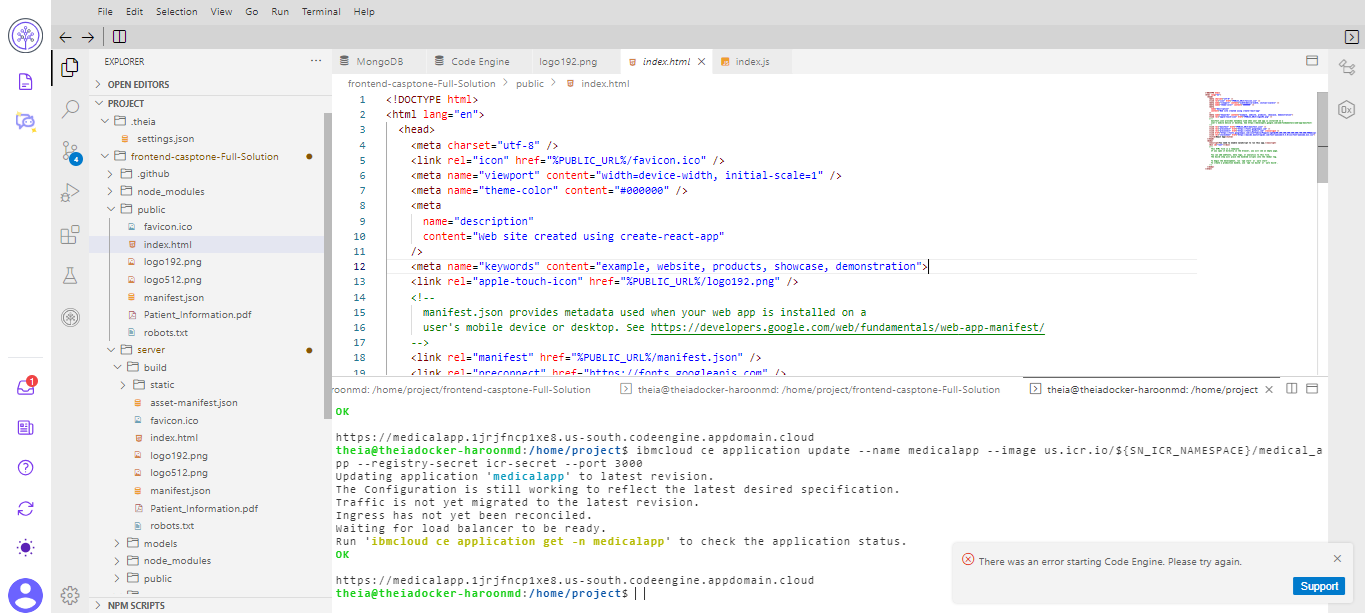 File Edit Selection View Go Run Terminal Help
EXPLORER
OPEN EDITORS
PROJECT
.theia
settings.json
frontend-casptone-Full-Solution
.github
node_modules
public
favicon.ico
index.html
logo192.png
logo512.png
manifest.json
Patient_Information.pdf
robots.txt
server
build
static
asset-manifest.json
favicon.ico
index.html
logo192.png
logo512.png
manifest.json
Patient_Information.pdf
robots.txt
models
node_modules
public
NPM SCRIPTS
4
1
MongoDB Code Engine logo192.png index.html index.js
frontend-casptone-Full-Solution > public > index.html
1 <!DOCTYPE html>
2 <html lang="en">
3 <head>
4 <meta charset="utf-8" />
5 <link rel="icon" href="%PUBLIC_URL%/favicon.ico" />
6 <meta name="viewport" content="width=device-width, initial-scale=1" />
7 <meta name="theme-color" content="#000000" />
8 <meta
9 name="description"
10 content="Web site created using create-react-app"
11 />
12 <meta name="keywords" content="example, website, products, showcase, demonstration">
13 <link rel="apple-touch-icon" href="%PUBLIC_URL%/logo192.png" />
14 <!--
15 manifest.json provides metadata used when your web app is installed on a
16 user's mobile device or desktop. See https://developers.google.com/web/fundamentals/web-app-manifest/
17 -->
18 <link rel="manifest" href="%PUBLIC_URL%/manifest.json" />
19 <link rel="preconnect" href="https://fonts.googleapis.com" />
0x
roonmd: /home/project/frontend-casptone-Full-Solution theia@theiadocker-haroonmd: /home/project/frontend-casptone-Full-Solution theia@theiadocker-haroonmd: /home/project
OK
https://medicalapp.1jrjfncp1xe8.us-south.codeengine.appdomain.cloud
theia@theiadocker-haroonmd:/home/project$ ibmcloud ce application update --name medicalapp --image us.icr.io/${SN_ICR_NAMESPACE}/medical_a
pp --registry-secret icr-secret --port 3000
Updating application 'medicalapp' to latest revision.
The Configuration is still working to reflect the latest desired specification.
Traffic is not yet migrated to the latest revision.
Ingress has not yet been reconciled.
Waiting for load balancer to be ready.
Run 'ibmcloud ce application get -n medicalapp' to check the application status.
OK
https://medicalapp.1jrjfncp1xe8.us-south.codeengine.appdomain.cloud
theia@theiadocker-haroonmd:/home/project$
There was an error starting Code Engine. Please try again.
Support